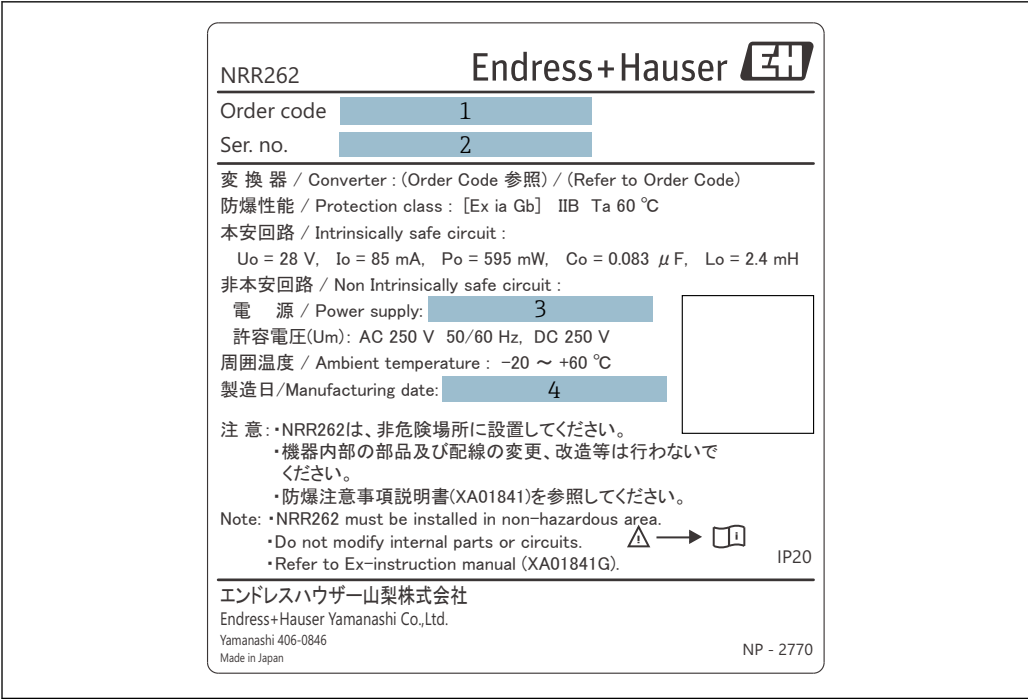 NRR262
Endress+Hauser EH
Order code 1
Ser. no. 2
変 換 器 / Converter : (Order Code 参照) / (Refer to Order Code)
防爆性能 / Protection class : [Ex ia Gb] IIB Ta 60 ℃
本安回路 / Intrinsically safe circuit :
Uo = 28 V, Io = 85 mA, Po = 595 mW, Co = 0.083 μF, Lo = 2.4 mH
非本安回路 / Non Intrinsically safe circuit :
電 源 / Power supply: 3
許容電圧(Um): AC 250 V 50/60 Hz, DC 250 V
周囲温度 / Ambient temperature : -20 ～ +60 ℃
製造日/Manufacturing date: 4
注 意:・NRR262は、非危険場所に設置してください。
・機器内部の部品及び配線の変更、改造等は行わないで
ください。
・防爆注意事項説明書(XA01841)を参照してください。
Note: ・NRR262 must be installed in non-hazardous area.
・Do not modify internal parts or circuits.
・Refer to Ex-instruction manual (XA01841G).
IP20
エンドレスハウザー山梨株式会社
Endress+Hauser Yamanashi Co.,Ltd.
Yamanashi 406-0846
Made in Japan
NP - 2770